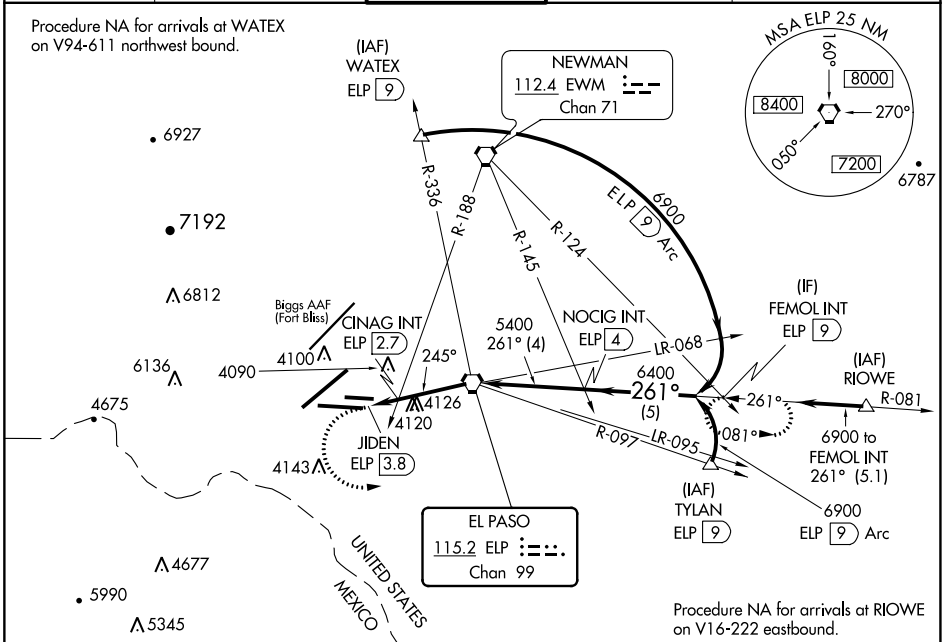 Procedure NA for arrivals at WATEX
on V94-611 northwest bound.
(IAF)
WATEX
ELP 9
NEWMAN
112.4 EWM
Chan 71
MSA ELP 25 NM
160°
8000
8400
270°
050°
7200
6787
6927
7192
6812
R-336
R-188
R-145
R-124
6900
ELP 9 Arc
Biggs AAF
(Fort Bliss)
CINAG INT
ELP 2.7
4100
4090
6136
245°
5400
261° (4)
NOCIG INT
ELP 4
LR-068
(IF)
FEMOL INT
ELP 9
(IAF)
RIOWE
R-081
6400
261°
(5)
261°
081°
4126
4120
4675
JIDEN
ELP 3.8
4143
R-097
LR-095
6900 to
FEMOL INT
261° (5.1)
(IAF)
TYLAN
ELP 9
6900
ELP 9 Arc
EL PASO
115.2 ELP
Chan 99
UNITED STATES
MEXICO
4677
5990
5345
Procedure NA for arrivals at RIOWE
on V16-222 eastbound.